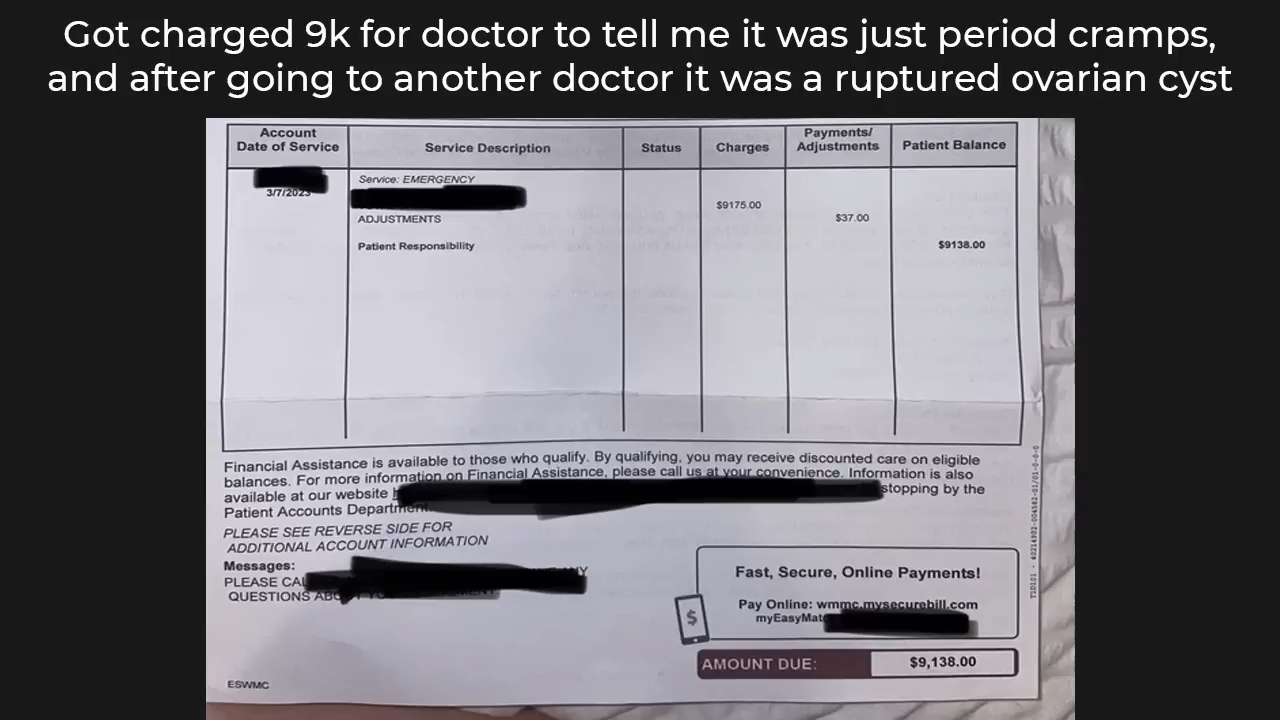 Got charged 9k for doctor to tell me it was just period cramps,
and after going to another doctor it was a ruptured ovarian cyst
Account
Date of Service
Service Description
Status
Charges
Payments/
Adjustments
Patient Balance
3/7/2023
Service: EMERGENCY
$9175.00
ADJUSTMENTS
$37.00
Patient Responsibility
$9138.00
Financial Assistance is available to those who qualify. By qualifying, you may receive discounted care on eligible
balances. For more information on Financial Assistance, please call us at your convenience. Information is also
available at our website stopping by the
Patient Accounts Department.
PLEASE SEE REVERSE SIDE FOR
ADDITIONAL ACCOUNT INFORMATION
Messages:
PLEASE CAL
QUESTIONS ABO
Fast, Secure, Online Payments!
$
Pay Online: wmmc.mysecurebill.com
myEasyMatc
AMOUNT DUE: $9,138.00
ESWMC